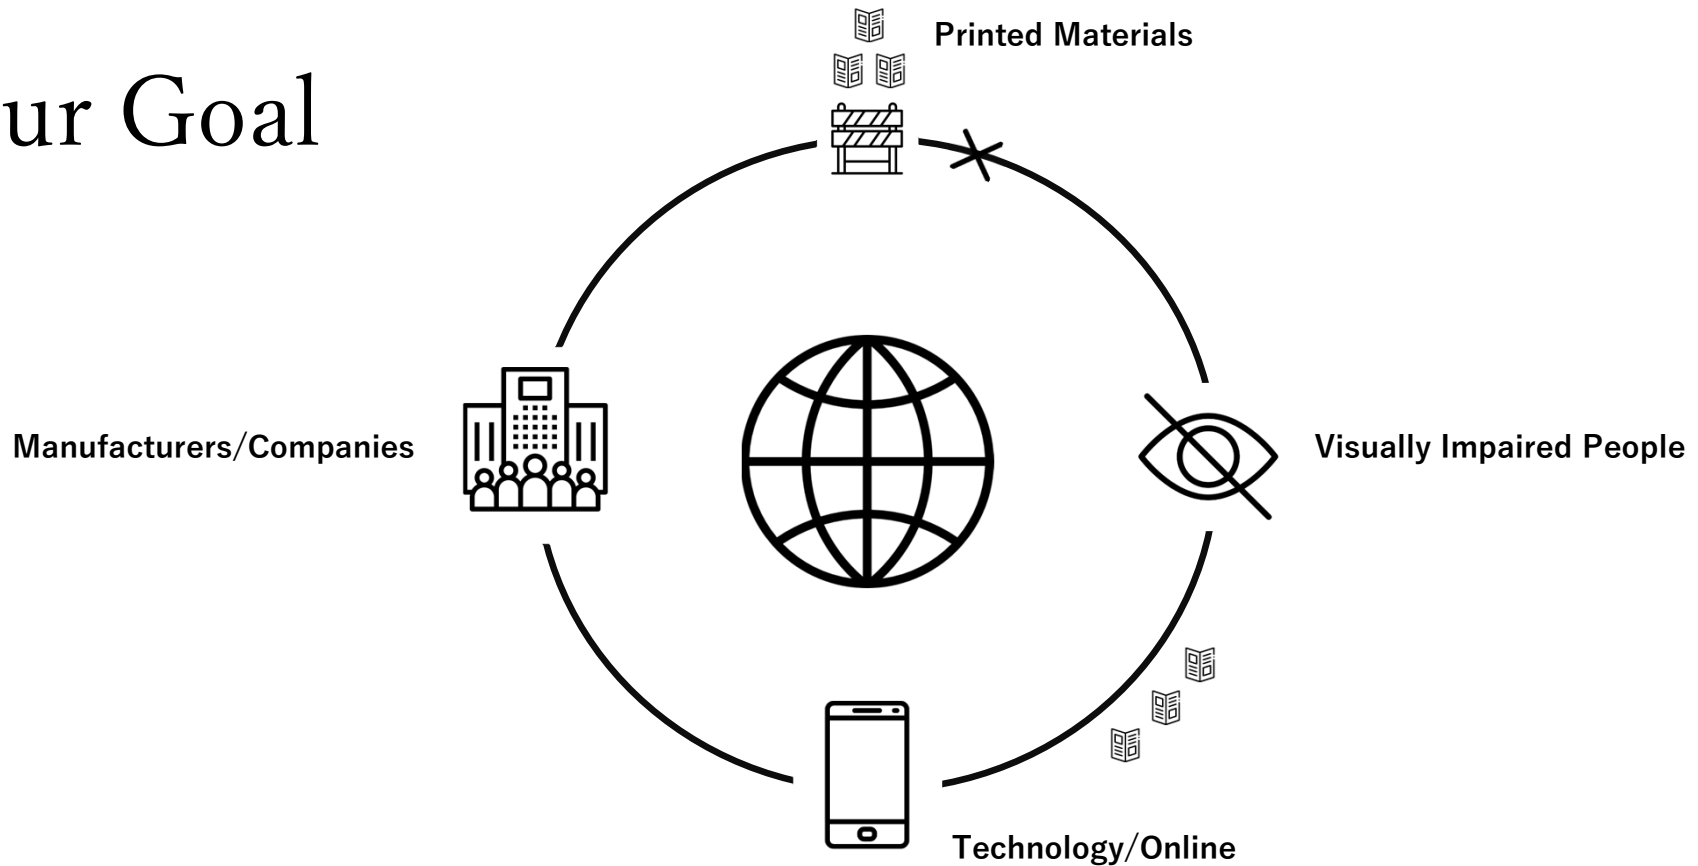 Printed Materials
ur Goal
Manufacturers/Companies
Visually Impaired People
Technology/Online